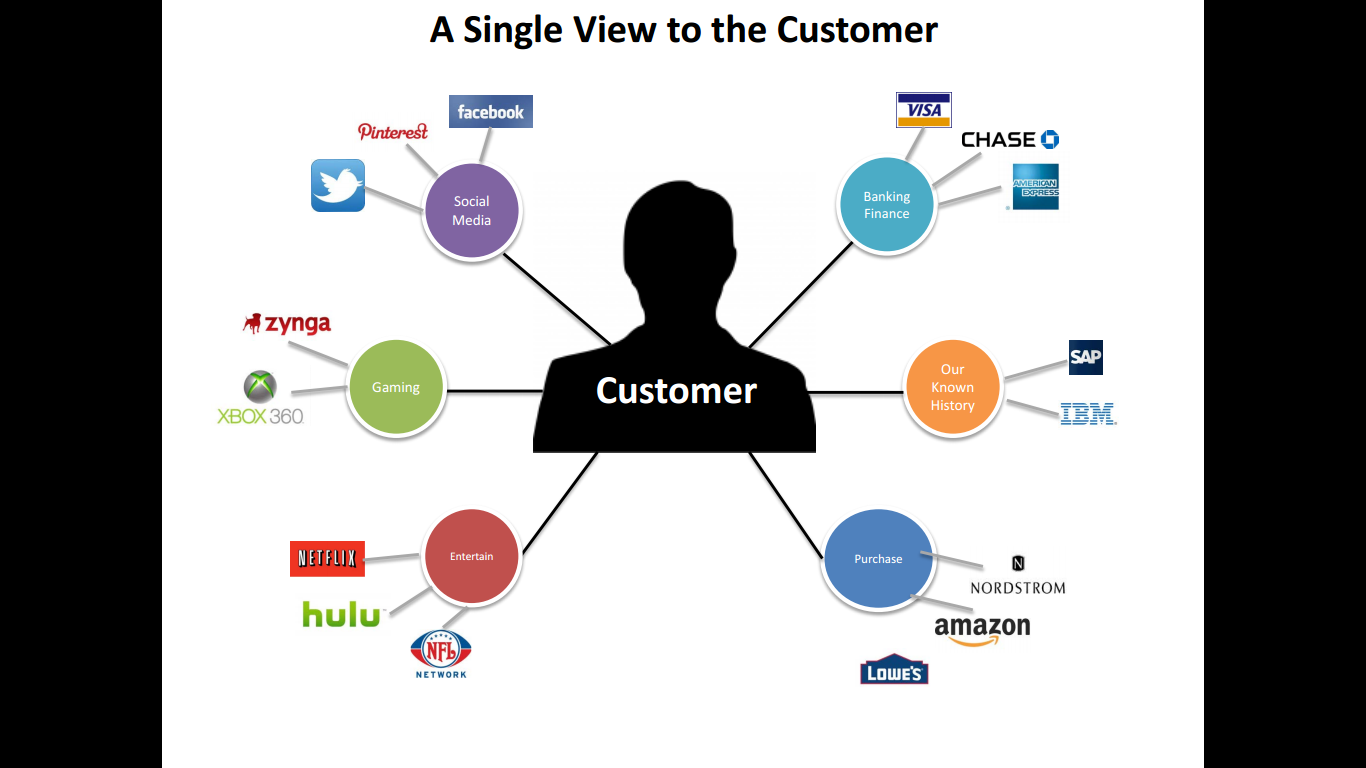 A Single View to the Customer
facebook
Pinterest
Social
Media
VISA
CHASE
AMERICAN
EXPRESS
Banking
Finance
zynga
XBOX 360
Gaming
Customer
Our
Known
History
SAP
IBM
NETFLIX
hulu
NFL
NETWORK
Entertain
Purchase
N
NORDSTROM
amazon
LOWE'S